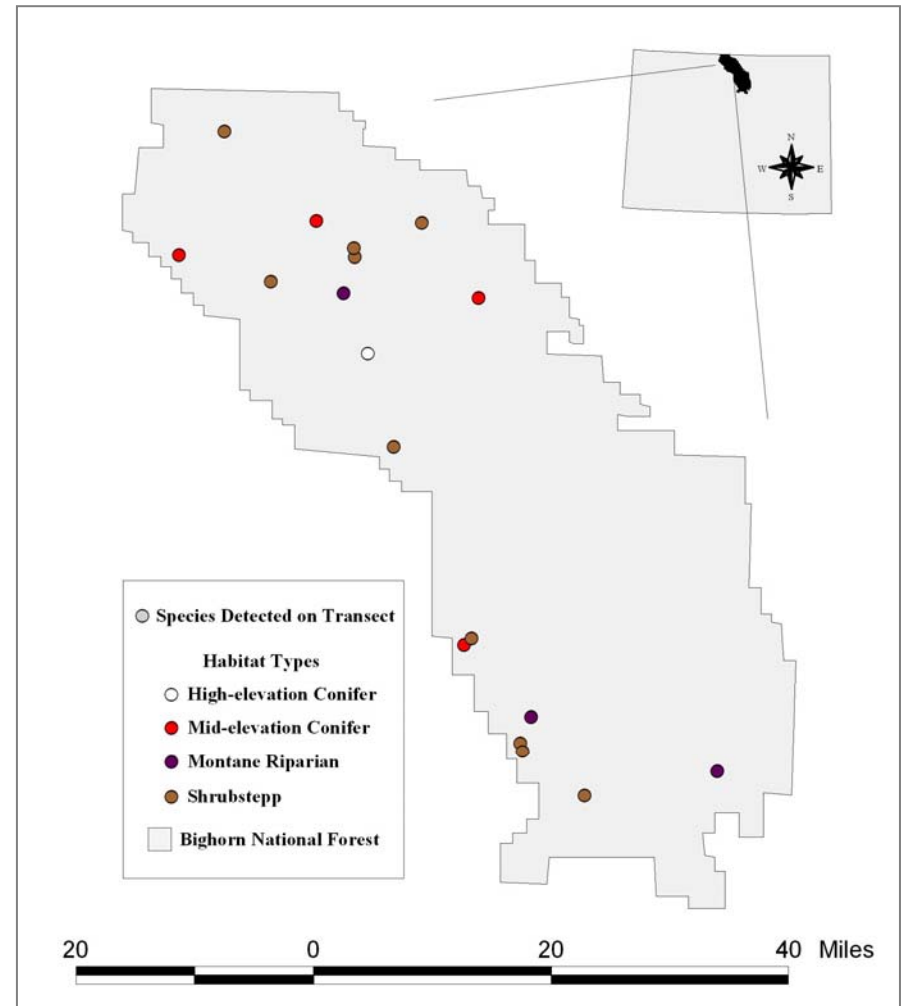 N
W E
S
Species Detected on Transect
Habitat Types
High-elevation Conifer
Mid-elevation Conifer
Montane Riparian
Shrubstepp
Bighorn National Forest
20 0 20 40 Miles